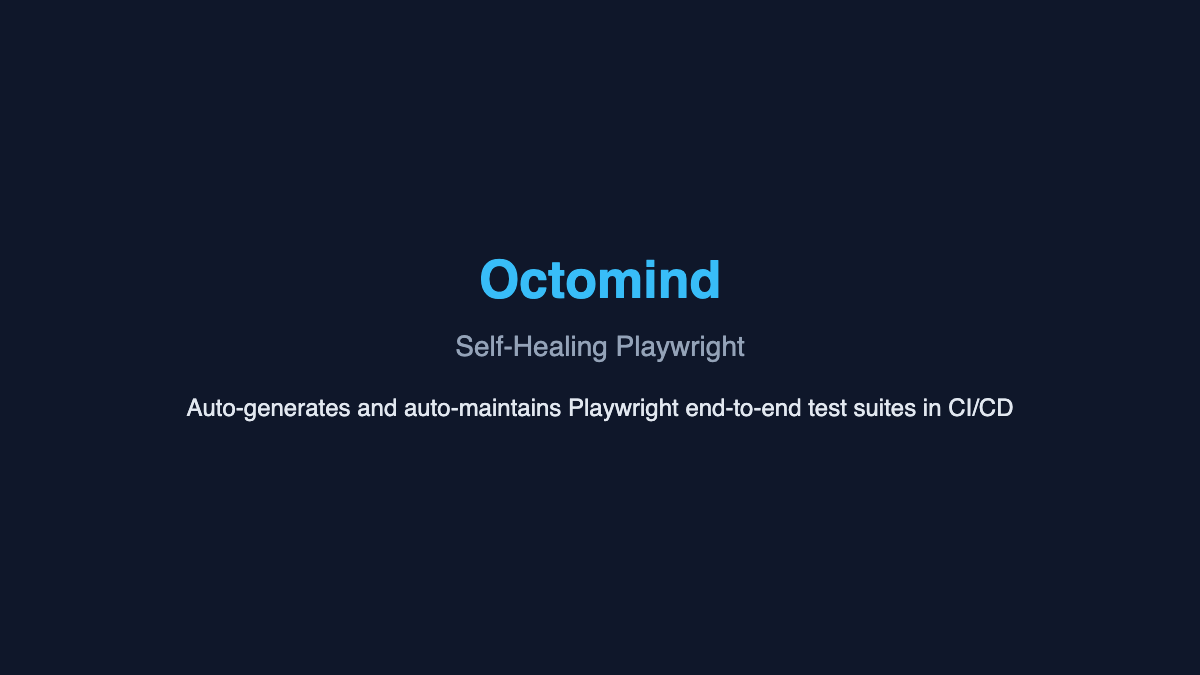 Octomind
Self-Healing Playwright
Auto-generates and auto-maintains Playwright end-to-end test suites in CI/CD